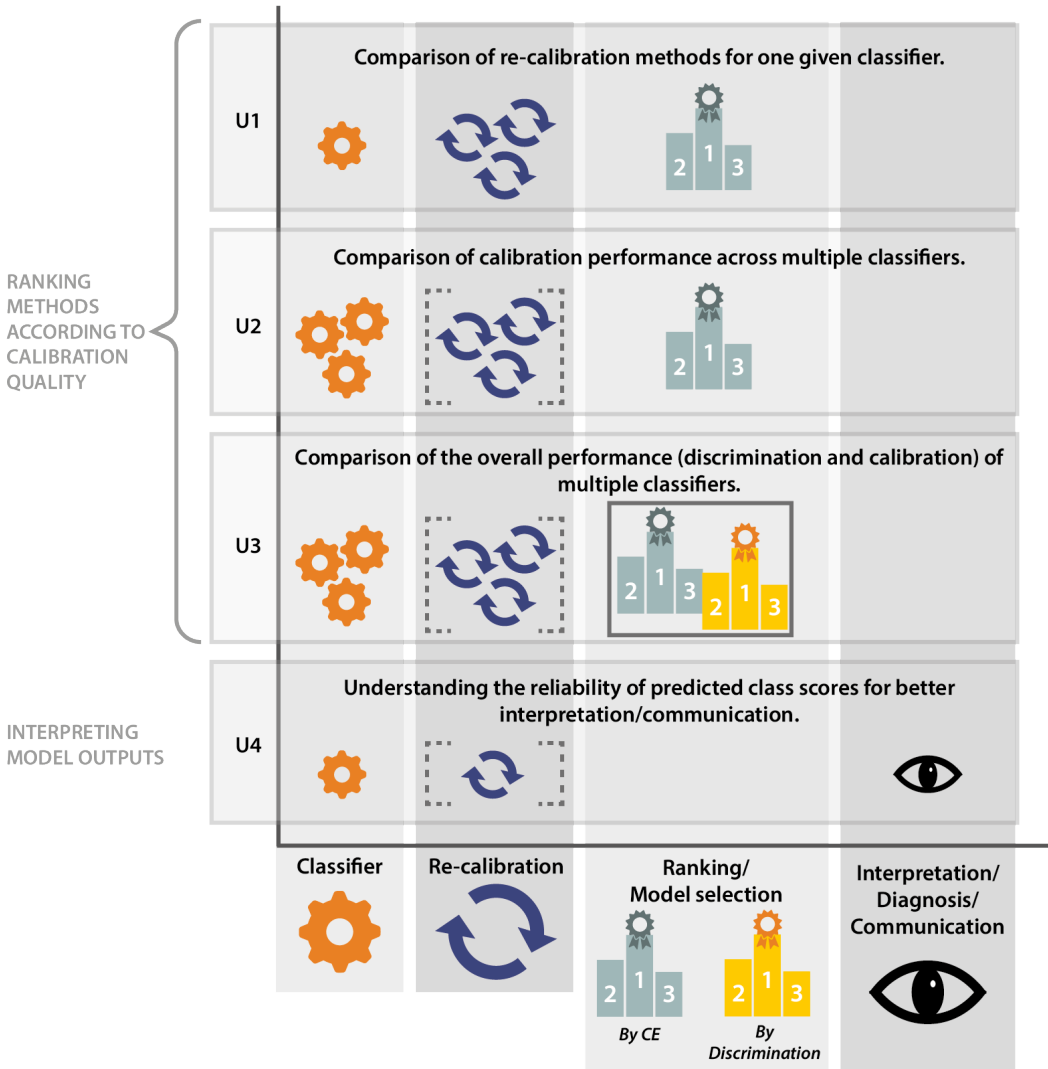 Comparison of re-calibration methods for one given classifier.
U1
2 1 3
Comparison of calibration performance across multiple classifiers.
RANKING
METHODS
ACCORDING TO
CALIBRATION
QUALITY
U2
2 1 3
Comparison of the overall performance (discrimination and calibration) of
multiple classifiers.
U3
2 1 3
2 1 3
Understanding the reliability of predicted class scores for better
interpretation/communication.
INTERPRETING
MODEL OUTPUTS
U4
Classifier
Re-calibration
Ranking/
Model selection
2 1 3
By CE
2 1 3
By
Discrimination
Interpretation/
Diagnosis/
Communication